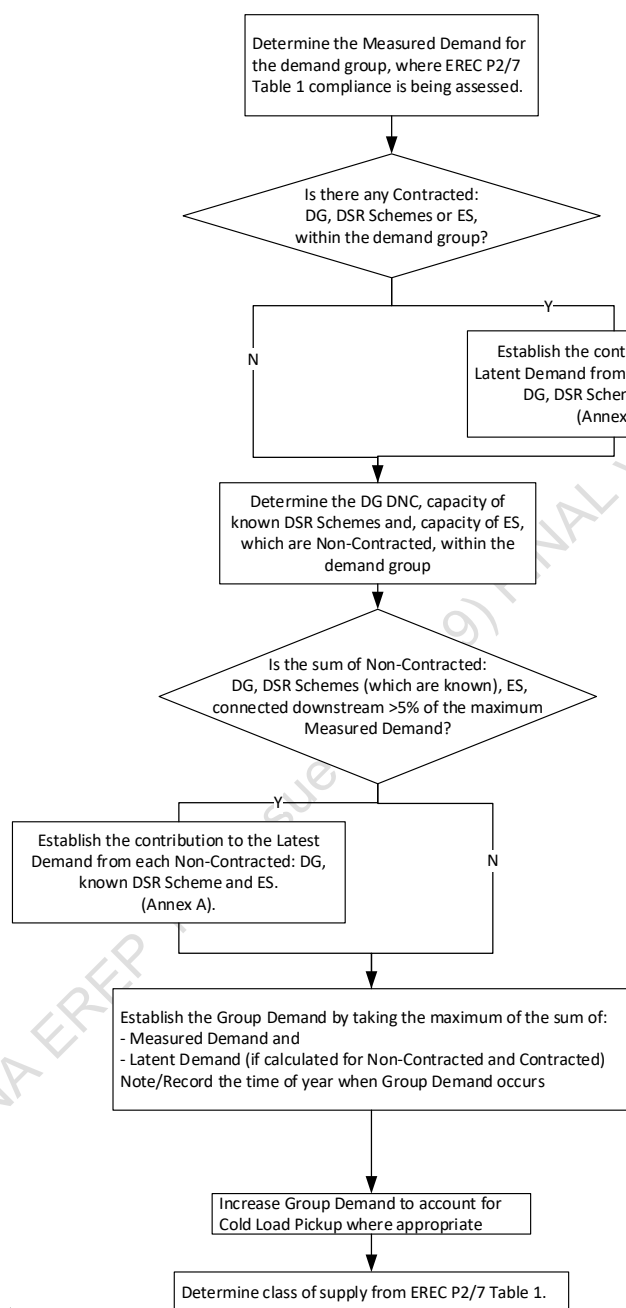 Determine the Measured Demand for
the demand group, where EREC P2/7
Table 1 compliance is being assessed.
Is there any Contracted:
DG, DSR Schemes or ES,
within the demand group?
Y
N
Establish the
Latent Demand from
DG, DSR
(Annex
Determine the DG DNC, capacity of
known DSR Schemes and, capacity of ES,
which are Non-Contracted, within the
demand group
Is the sum of Non-Contracted:
DG, DSR Schemes (which are known), ES,
connected downstream >5% of the maximum
Measured Demand?
Y
Establish the contribution to the Latest
Demand from each Non-Contracted: DG,
known DSR Scheme and ES.
(Annex A).
N
Establish the Group Demand by taking the maximum of the sum of:
- Measured Demand and
- Latent Demand (if calculated for Non-Contracted and Contracted)
Note/Record the time of year when Group Demand occurs
Increase Group Demand to account for
Cold Load Pickup where appropriate
Determine class of supply from EREC P2/7 Table 1.
EREP
9) FINAL